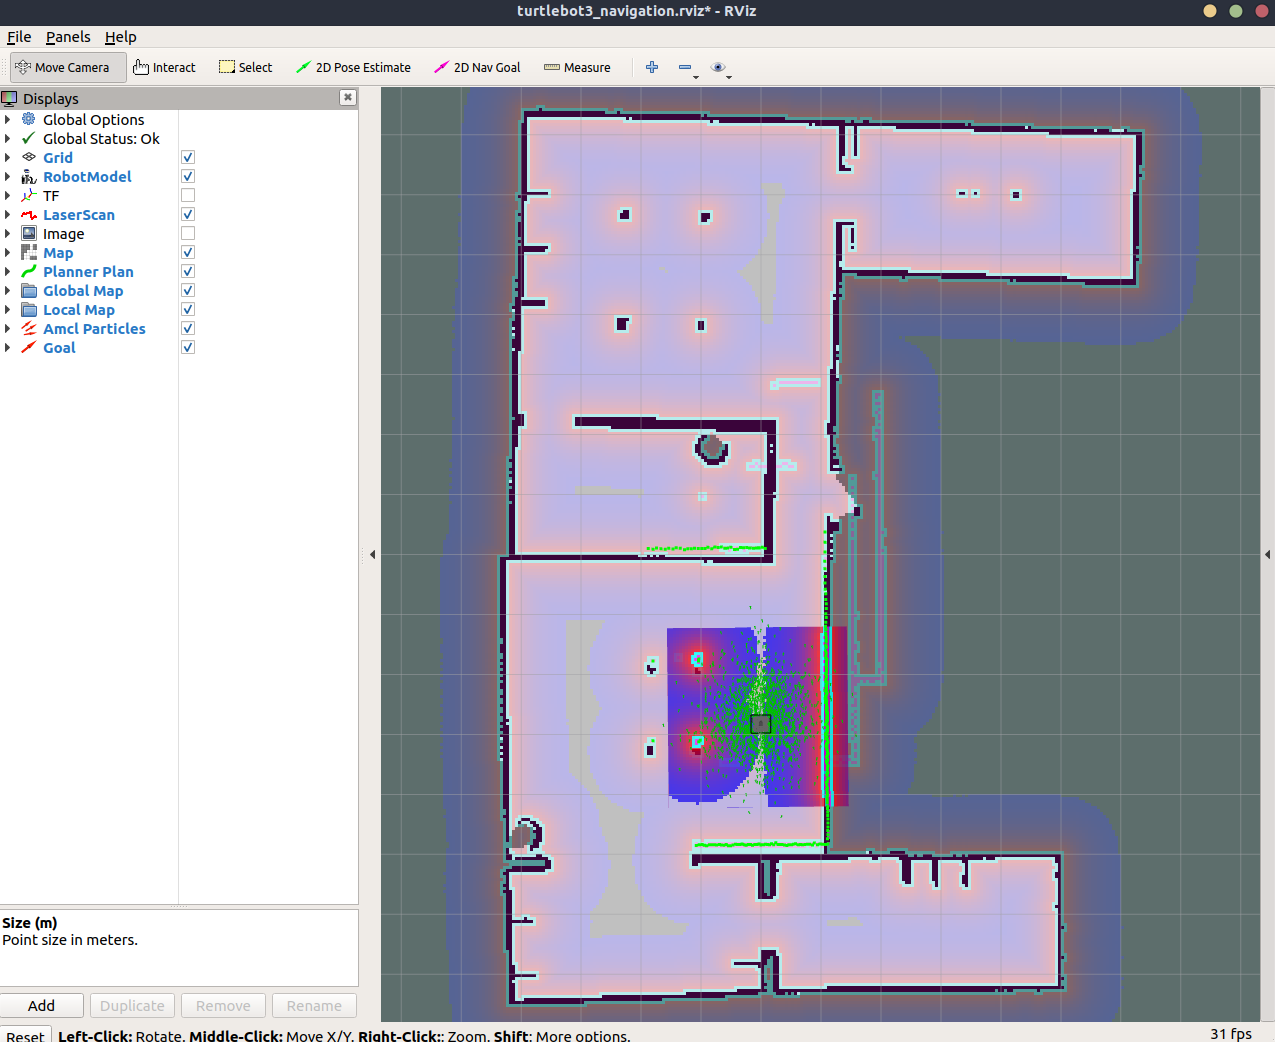 turtlebot3_navigation.rviz* - RViz
File Panels Help
Move Camera Interact Select 2D Pose Estimate 2D Nav Goal Measure
Displays
Global Options
Global Status: Ok
Grid
RobotModel
TF
LaserScan
Image
Map
Planner Plan
Global Map
Local Map
Amcl Particles
Goal
Size (m)
Point size in meters.
Add Duplicate Remove Rename
Reset Left-Click: Rotate. Middle-Click: Move X/Y. Right-Click:: Zoom. Shift: More options. 31 fps